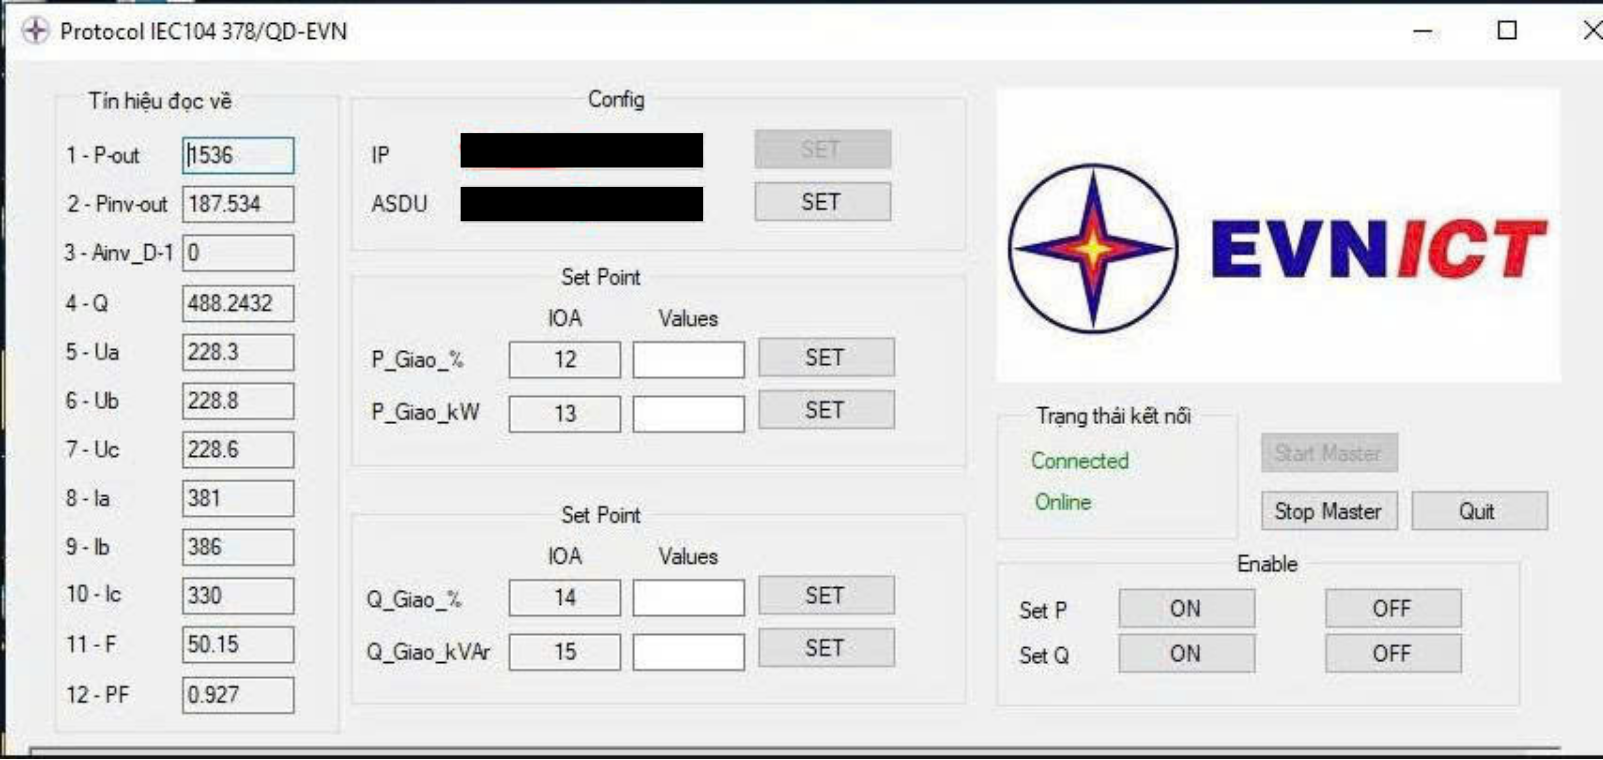 Protocol IEC104 378/QD-EVN
Tín hiệu đọc về
1 - P-out 1536
2 - Pinv-out 187.534
3 - Ainv_D-1 0
4 - Q 488.2432
5 - Ua 228.3
6 - Ub 228.8
7 - Uc 228.6
8 - Ia 381
9 - Ib 386
10 - Ic 330
11 - F 50.15
12 - PF 0.927
Config
IP SET
ASDU SET
Set Point
IOA Values
P_Giao_% 12 SET
P_Giao_kW 13 SET
Set Point
IOA Values
Q_Giao_% 14 SET
Q_Giao_kVAr 15 SET
EVNICT
Trạng thái kết nối
Connected
Online
Start Master
Stop Master Quit
Enable
Set P ON OFF
Set Q ON OFF